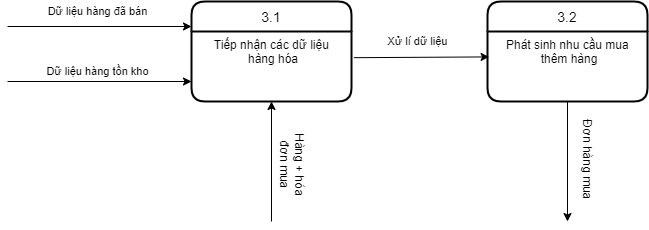 Dữ liệu hàng đã bán
3.1
3.2
Tiếp nhận các dữ liệu
hàng hóa
Xử lí dữ liệu
Phát sinh nhu cầu mua
thêm hàng
Dữ liệu hàng tồn kho
Hàng + hóa
đơn mua
Đơn hàng mua